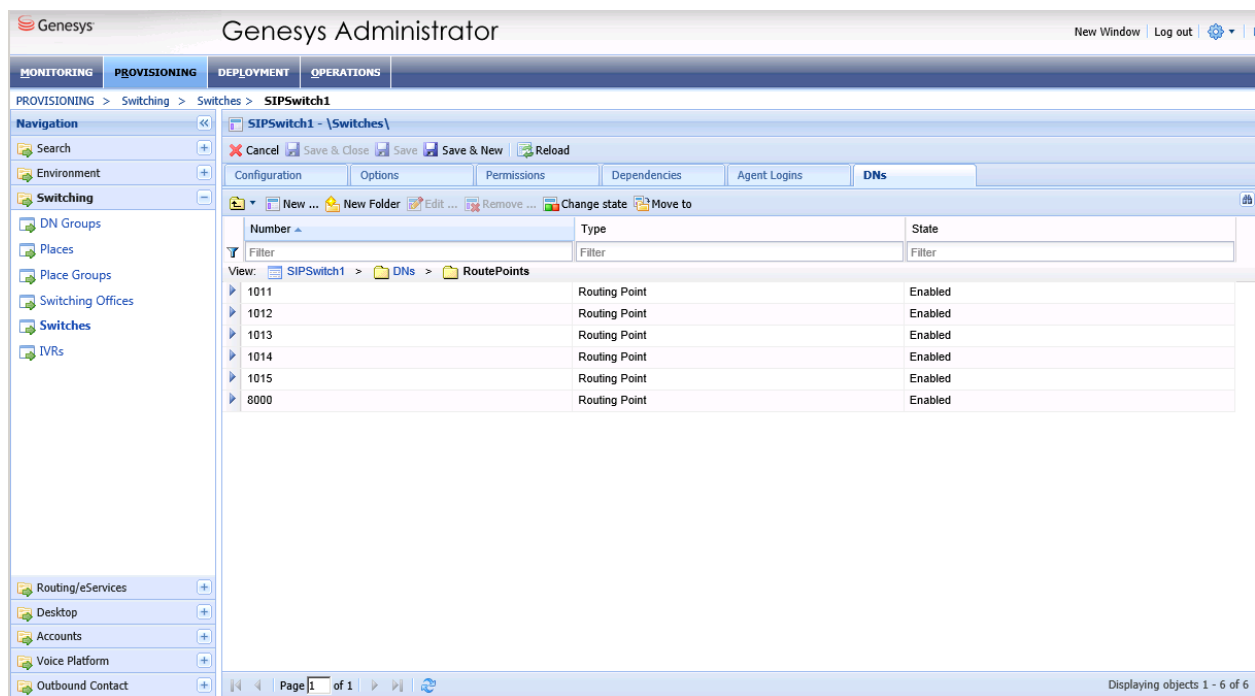 Genesys
Genesys Administrator
New Window Log out
MONITORING PROVISIONING DEPLOYMENT OPERATIONS
PROVISIONING > Switching > Switches > SIPSwitch1
Navigation
SIPSwitch1 - \Switches\
Search
Cancel Save & Close Save Save & New Reload
Environment
Configuration Options Permissions Dependencies Agent Logins DNs
Switching
New ... New Folder Edit ... Remove ... Change state Move to
DN Groups
Number Type State
Places
Filter Filter Filter
Place Groups
View: SIPSwitch1 > DNs > RoutePoints
Switching Offices
1011 Routing Point Enabled
Switches
1012 Routing Point Enabled
IVRs
1013 Routing Point Enabled
1014 Routing Point Enabled
1015 Routing Point Enabled
8000 Routing Point Enabled
Routing/eServices
Desktop
Accounts
Voice Platform
Outbound Contact
Page 1 of 1
Displaying objects 1 - 6 of 6